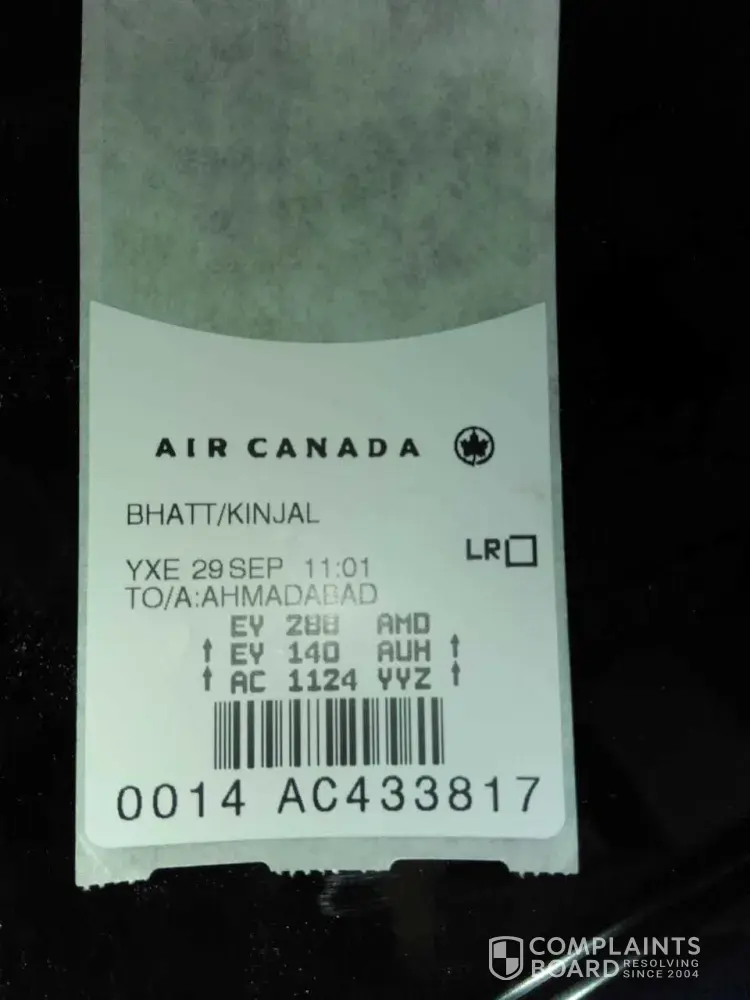 AIR CANADA
BHATT/KINJAL
LR
YXE 29 SEP 11:01
TO/A:AHMADABAD
EY 288 AMD
↑ EY 140 AUH ↑
↑ AC 1124 YYZ ↑
0014 AC433817
COMPLAINTS
BOARD RESOLVING
SINCE 2004